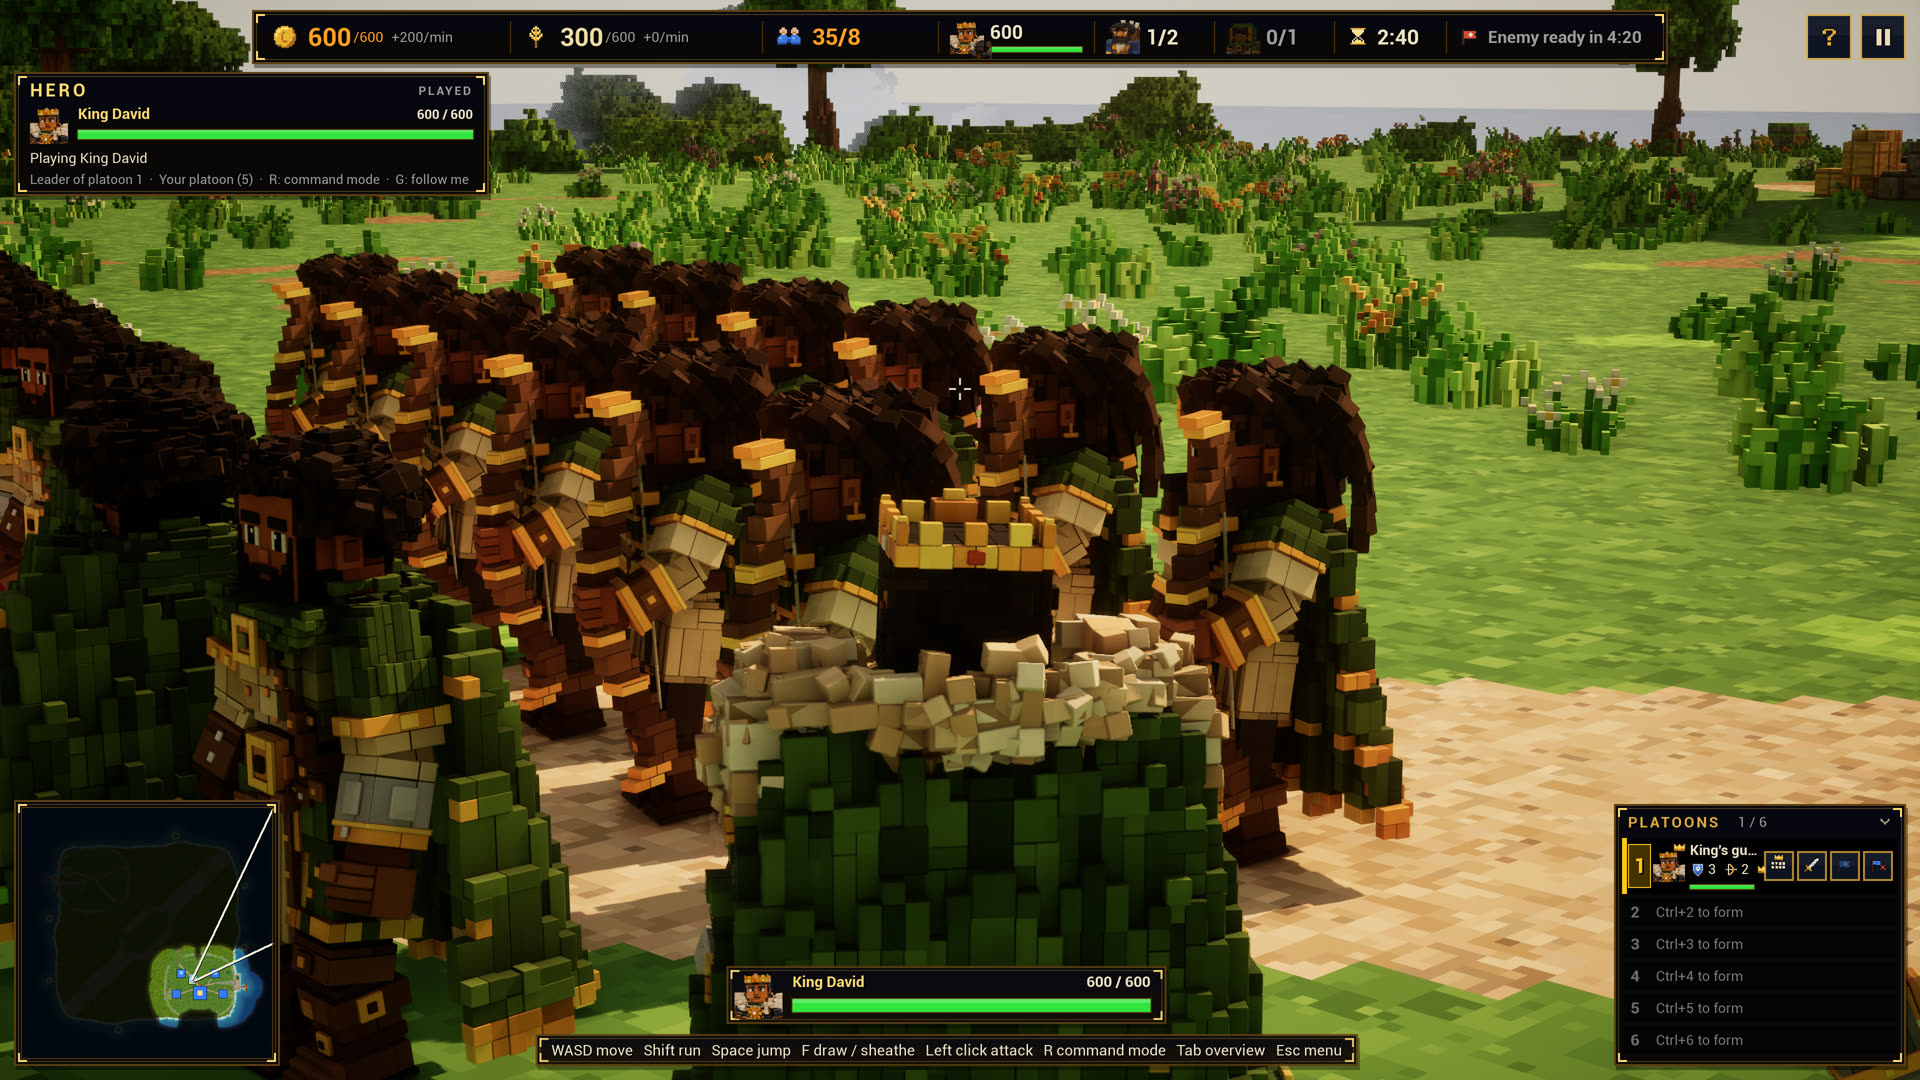 600/600 +200/min
300/600 +0/min
35/8
600
1/2
0/1
2:40
Enemy ready in 4:20
?
HERO PLAYED
King David 600 / 600
Playing King David
Leader of platoon 1 · Your platoon (5) · R: command mode · G: follow me
PLATOONS 1 / 6
1 King's gu...
3 2
2 Ctrl+2 to form
3 Ctrl+3 to form
4 Ctrl+4 to form
5 Ctrl+5 to form
6 Ctrl+6 to form
King David 600 / 600
WASD move Shift run Space jump F draw / sheathe Left click attack R command mode Tab overview Esc menu